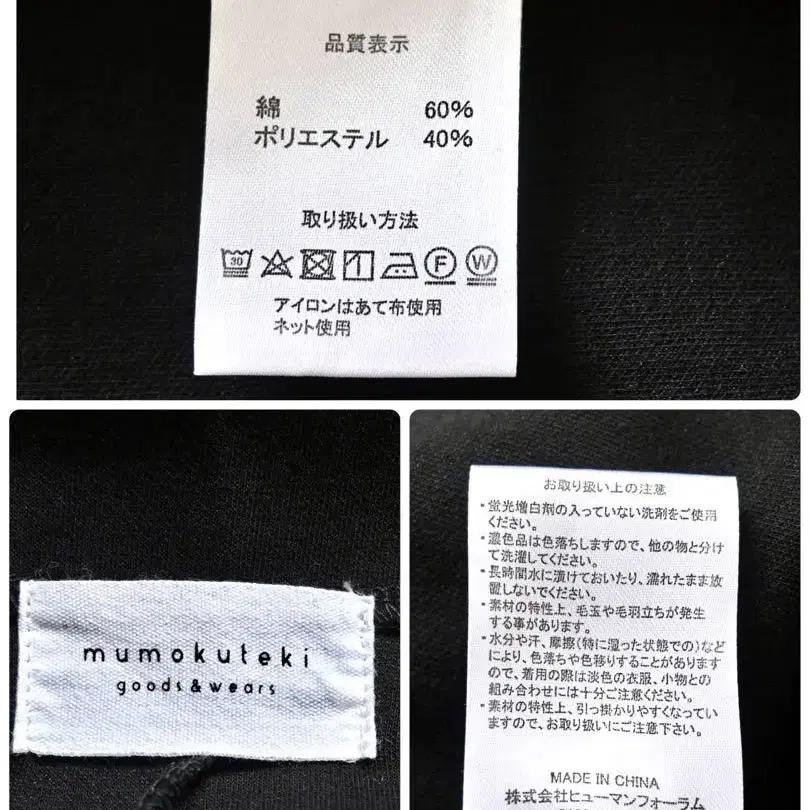 品質表示
綿 60%
ポリエステル 40%
取り扱い方法
30 F W
アイロンはあて布使用
ネット使用
mumokuteki
goods & wears
お取り扱い上の注意
・蛍光増白剤の入っていない洗剤をご使用
ください。
・濃色品は色落ちしますので、他の物と分け
て洗濯してください。
・長時間水に漬けておいたり、濡れたまま放
置しないでください。
・素材の特性上、毛玉や毛羽立ちが発生
する事があります。
・水分や汗、摩擦(特に湿った状態での)など
により、色落ちや色移りすることがあります
ので、着用の際は淡色の衣服、小物との
組み合わせには十分ご注意ください。
・素材の特性上、引っ掛かりやすくなってい
ますので、お取り扱いにご注意下さい。
MADE IN CHINA
株式会社ヒューマンフォーラム